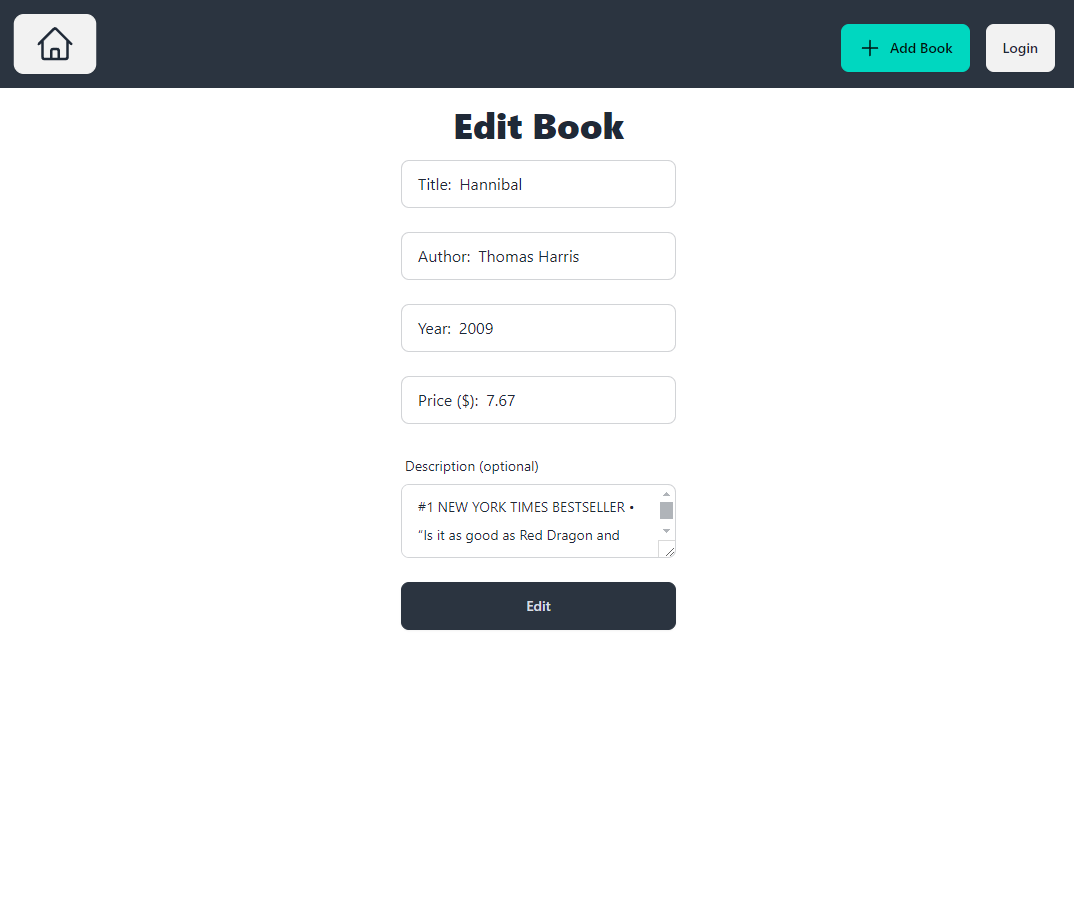 Add Book
Login
Edit Book
Title: Hannibal
Author: Thomas Harris
Year: 2009
Price ($): 7.67
Description (optional)
#1 NEW YORK TIMES BESTSELLER •
“Is it as good as Red Dragon and
Edit